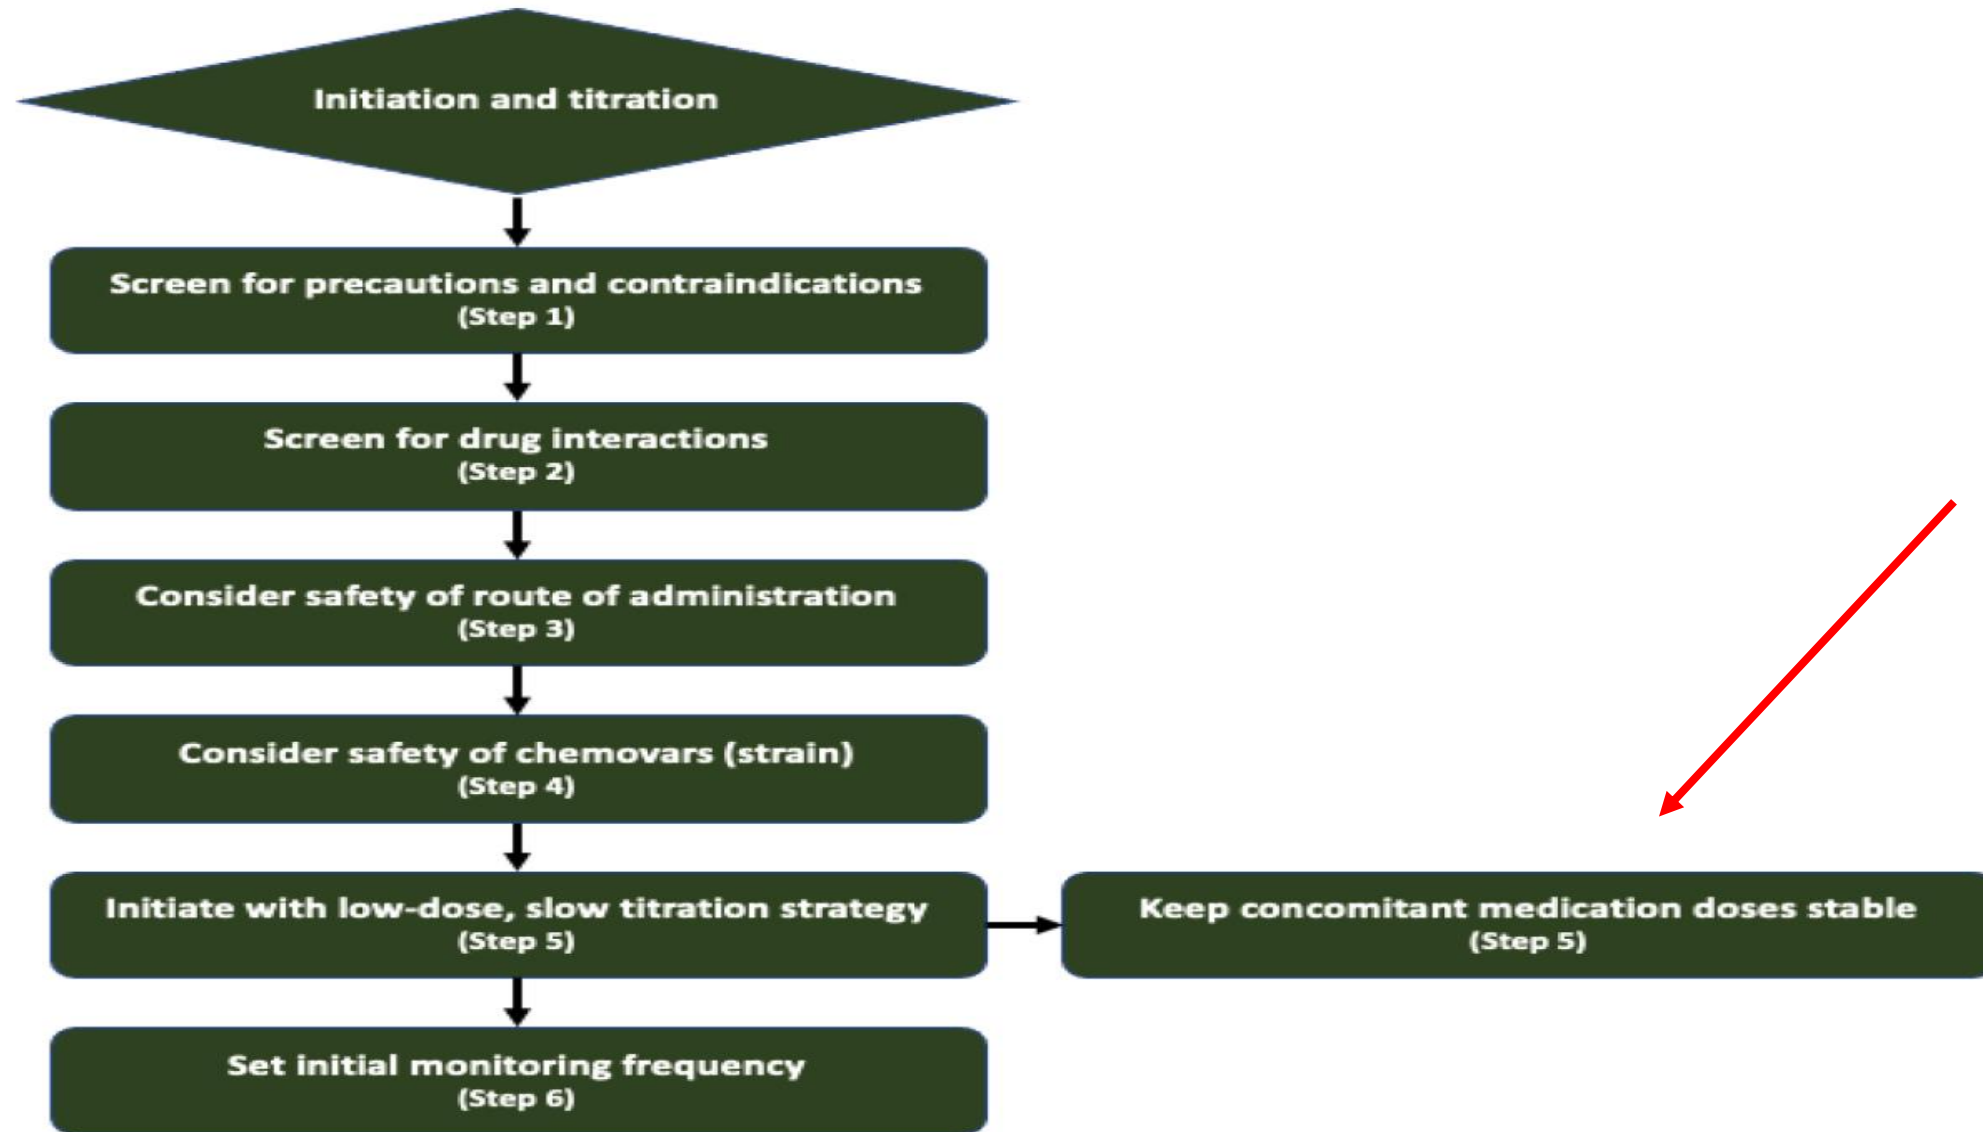 Initiation and titration
Screen for precautions and contraindications
(Step 1)
Screen for drug interactions
(Step 2)
Consider safety of route of administration
(Step 3)
Consider safety of chemovars (strain)
(Step 4)
Initiate with low-dose, slow titration strategy
(Step 5)
Keep concomitant medication doses stable
(Step 5)
Set initial monitoring frequency
(Step 6)